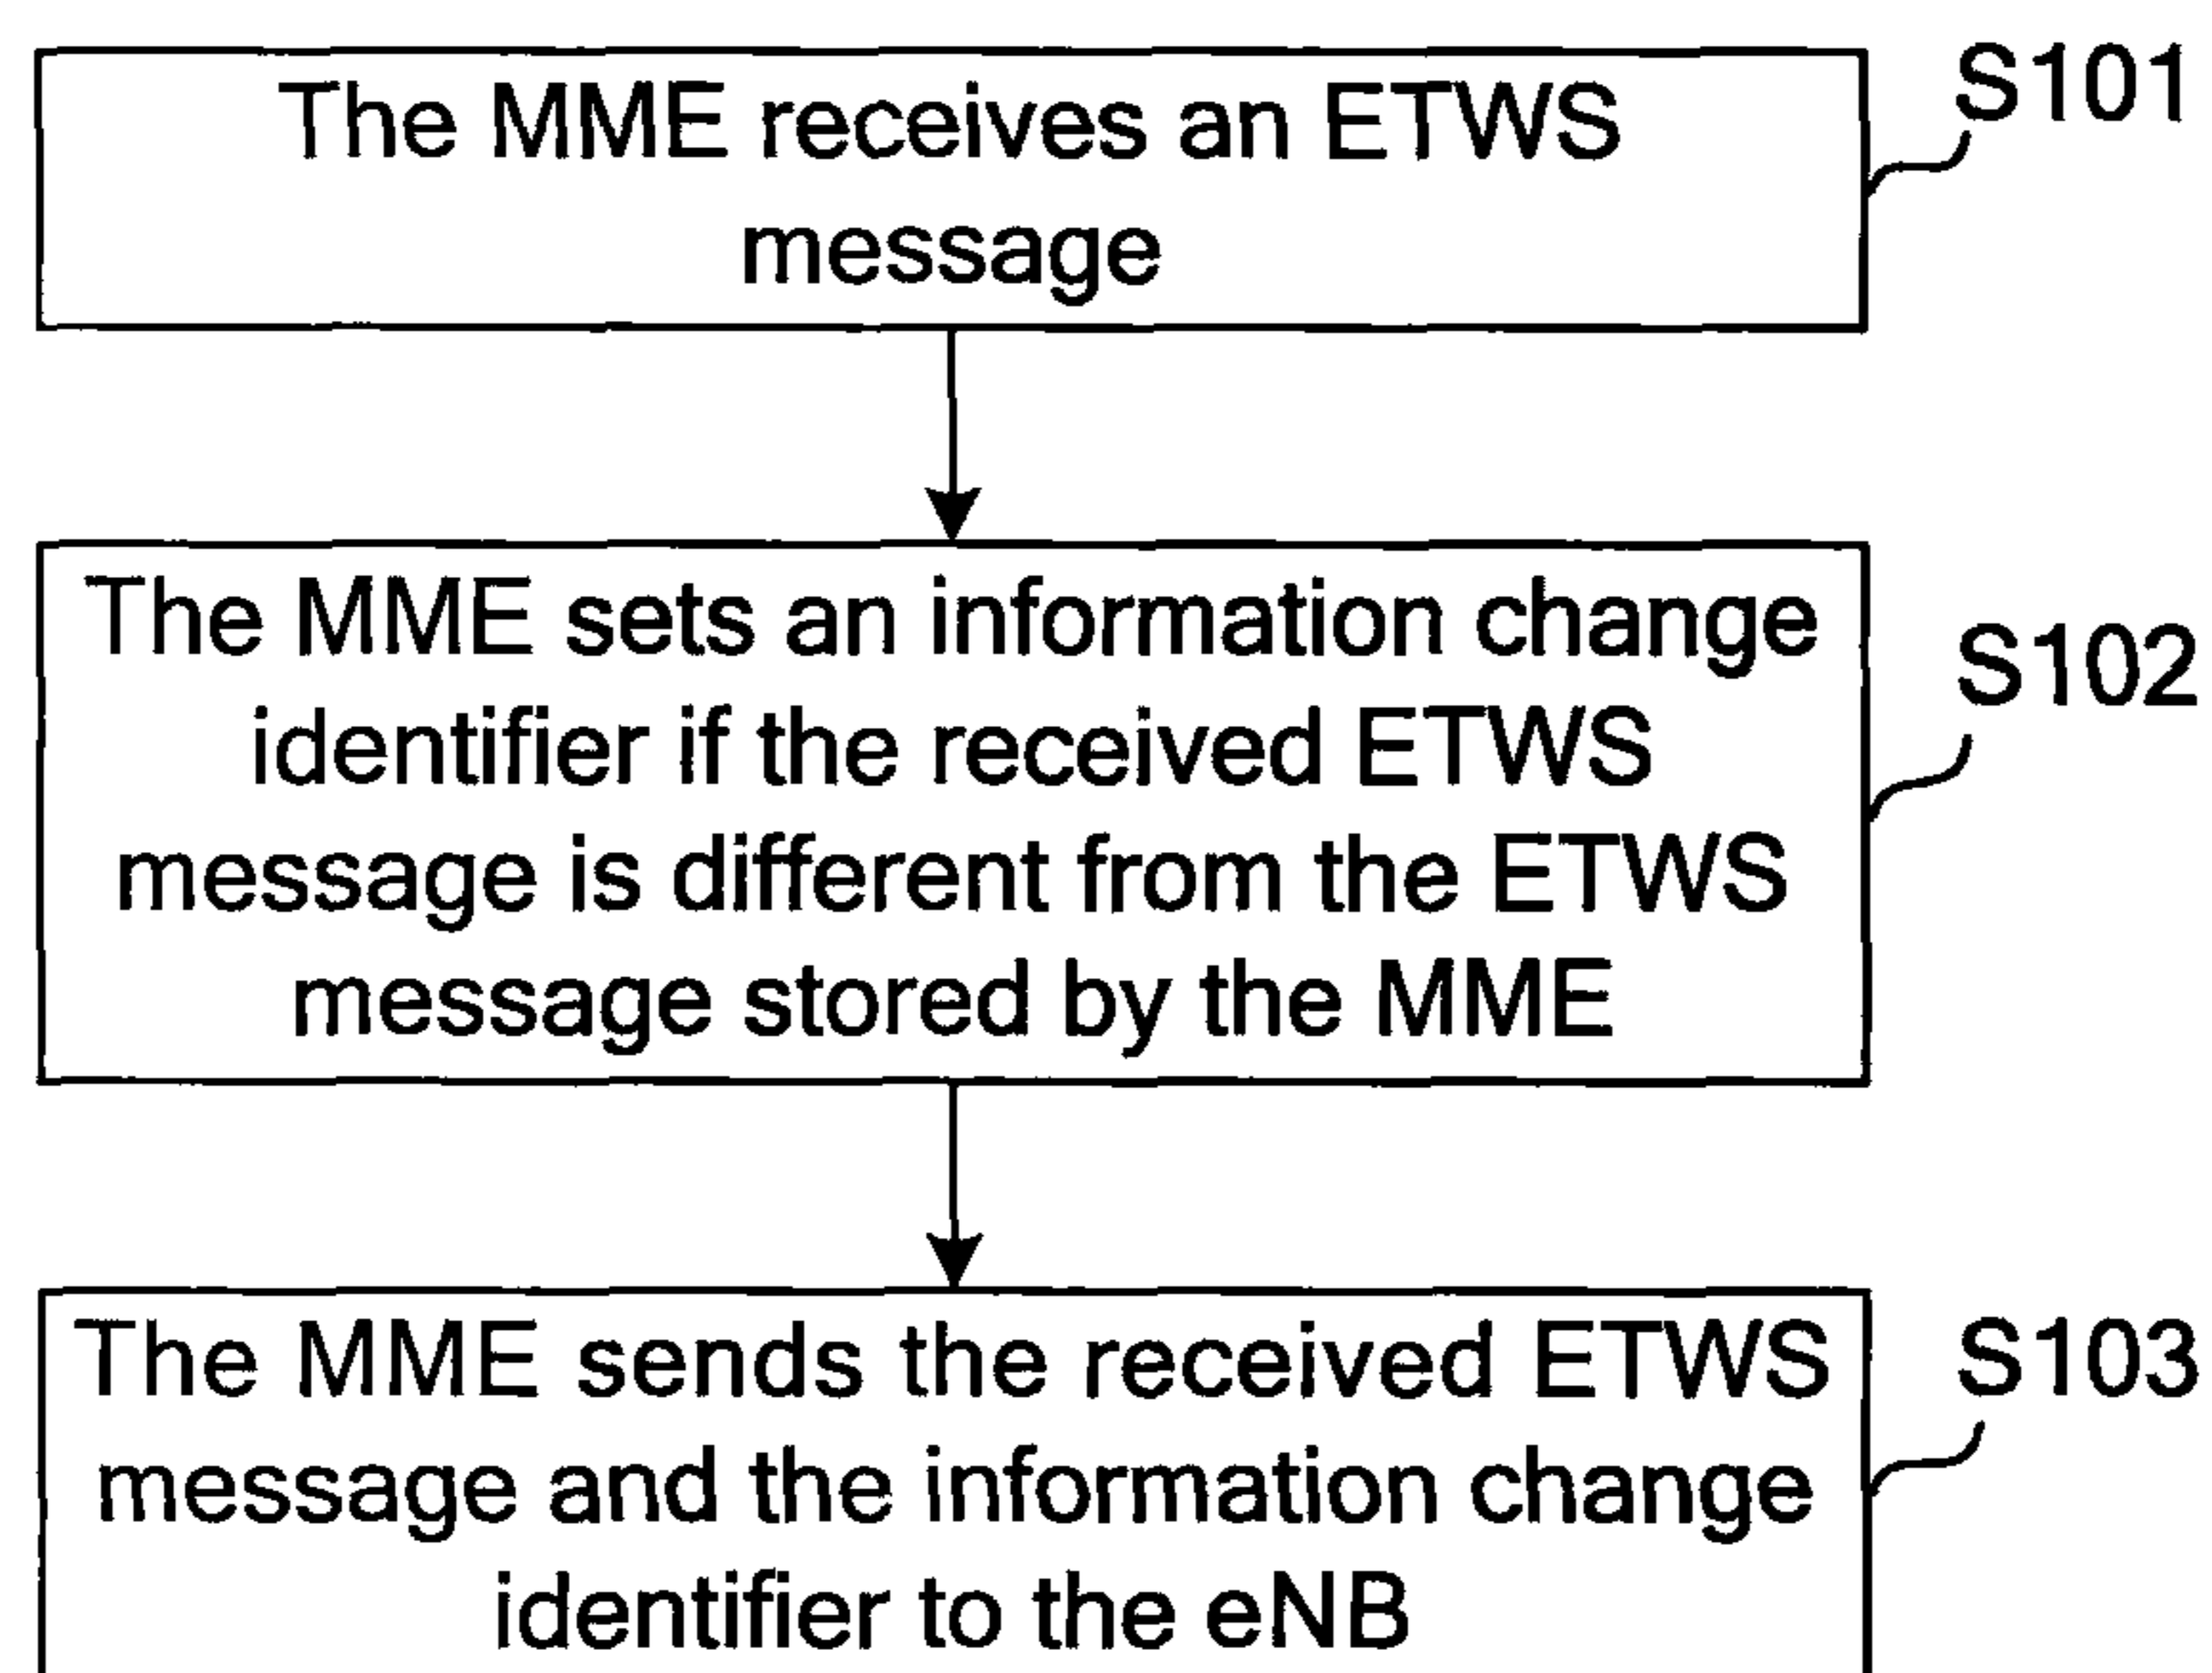 The MME receives an ETWS
message
S101
The MME sets an information change
identifier if the received ETWS
message is different from the ETWS
message stored by the MME
S102
The MME sends the received ETWS
message and the information change
identifier to the eNB
S103